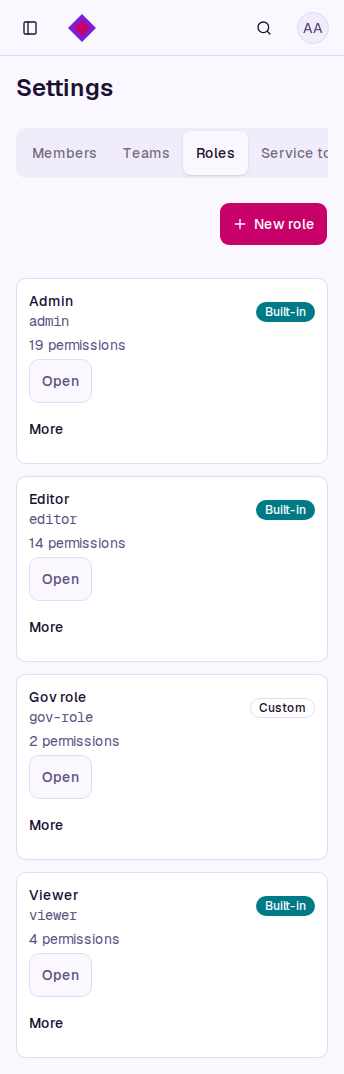 AA
Settings
Members Teams Roles Service to
+ New role
Admin
Built-in
admin
19 permissions
Open
More
Editor
Built-in
editor
14 permissions
Open
More
Gov role
Custom
gov-role
2 permissions
Open
More
Viewer
Built-in
viewer
4 permissions
Open
More